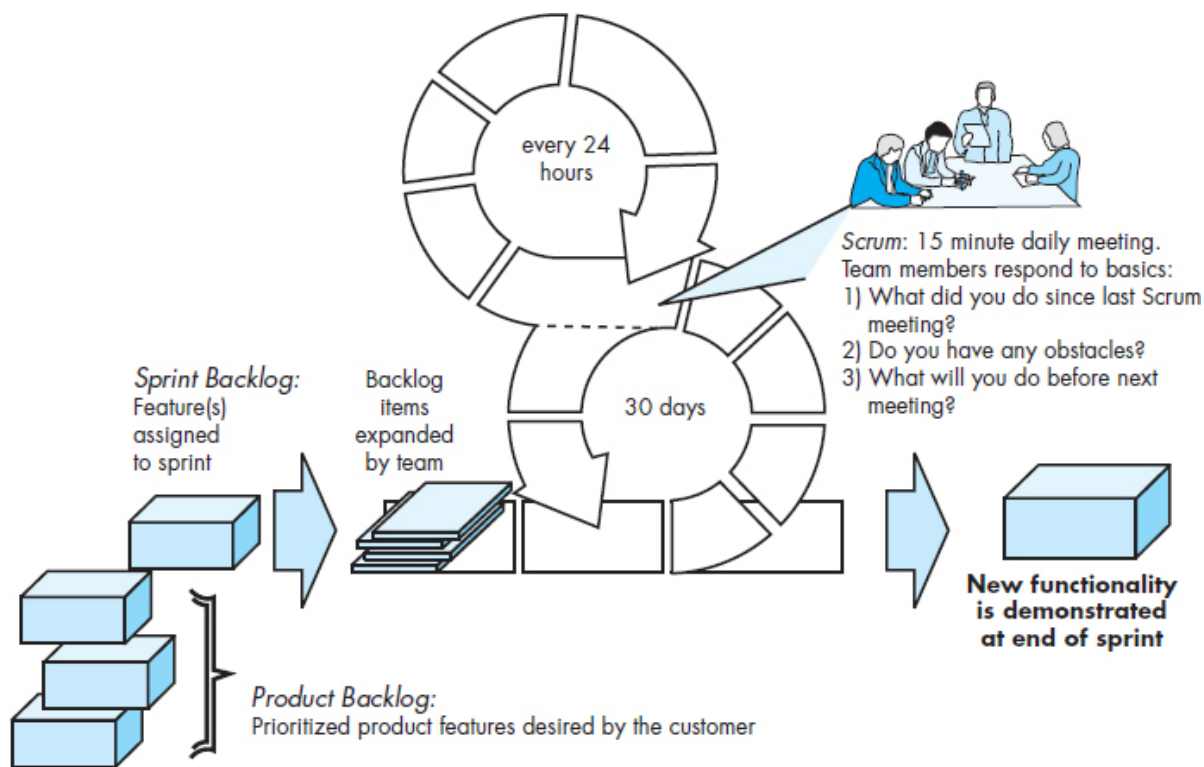 every 24
hours
Scrum: 15 minute daily meeting.
Team members respond to basics:
1) What did you do since last Scrum
meeting?
2) Do you have any obstacles?
3) What will you do before next
meeting?
Sprint Backlog:
Feature(s)
assigned
to sprint
Backlog
items
expanded
by team
30 days
New functionality
is demonstrated
at end of sprint
Product Backlog:
Prioritized product features desired by the customer